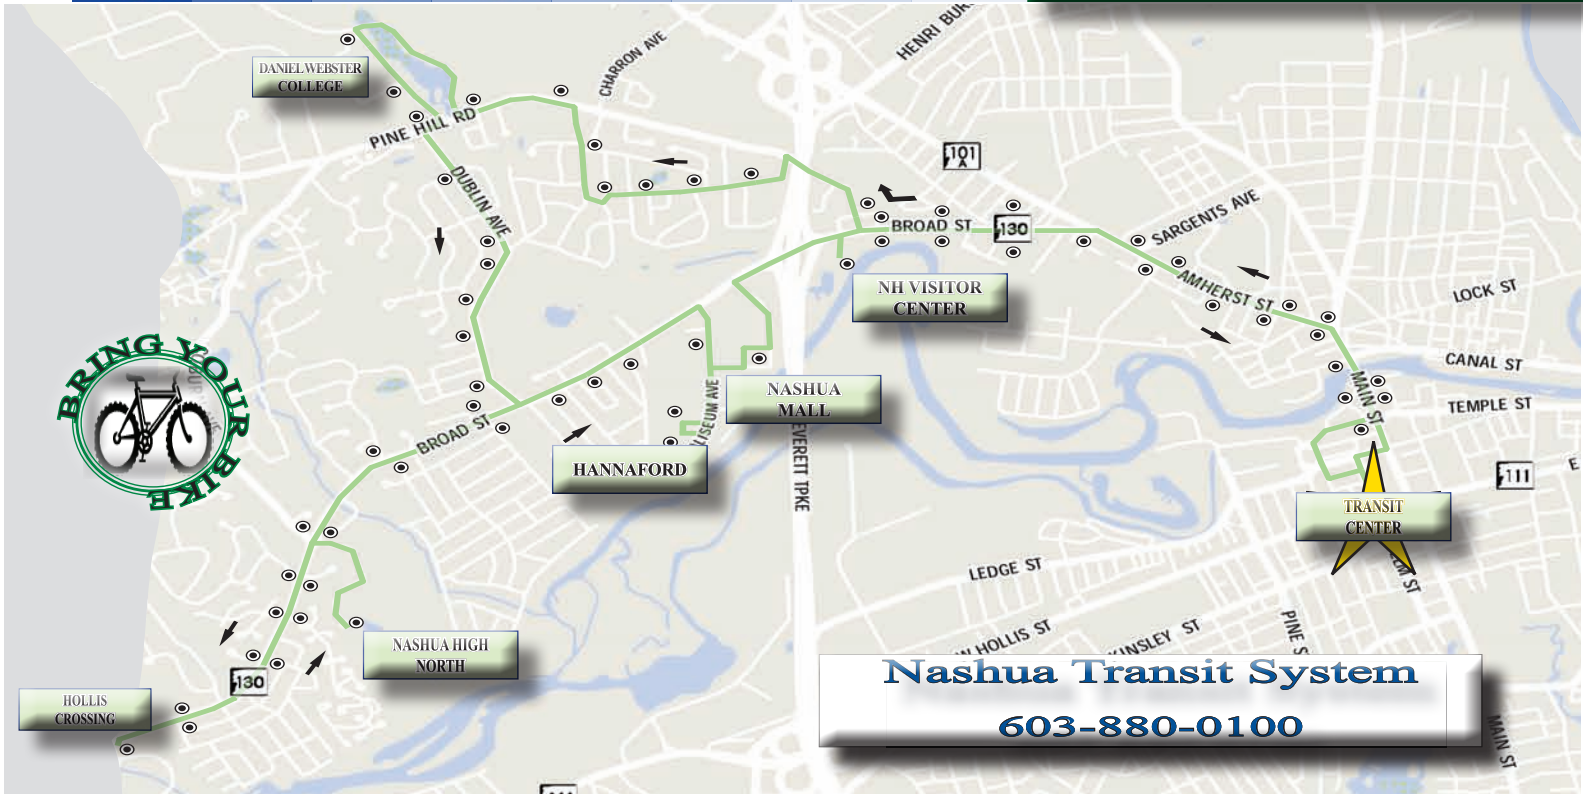 DANIEL WEBSTER
COLLEGE
CHARRON AVE
PINE HILL RD
DUBLIN AVE
101
A
BROAD ST
130
SARGENTS AVE
AMHERST ST
NH VISITOR
CENTER
LOCK ST
CANAL ST
MAIN ST
TEMPLE ST
BRING YOUR BIKE
NASHUA
MALL
BROAD ST
HANNAFORD
EVERETT TPKE
111
TRANSIT
CENTER
LEDGE ST
W HOLLIS ST
KINSLEY ST
PINE S
NASHUA HIGH
NORTH
130
HOLLIS
CROSSING
Nashua Transit System
603-880-0100
MAIN ST